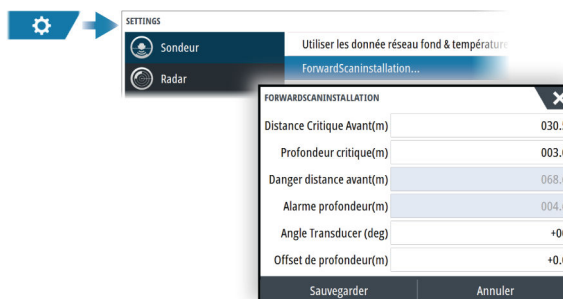 SETTINGS
Sondeur
Utiliser les donnée réseau fond & température
ForwardScaninstallation...
Radar
FORWARDSCANINSTALLATION
Distance Critique Avant(m)
030.
Profondeur critique(m)
003.
Danger distance avant(m)
068.
Alarme profondeur(m)
004.
Angle Transducer (deg)
+0
Offset de profondeur(m)
+0.
Sauvegarder
Annuler